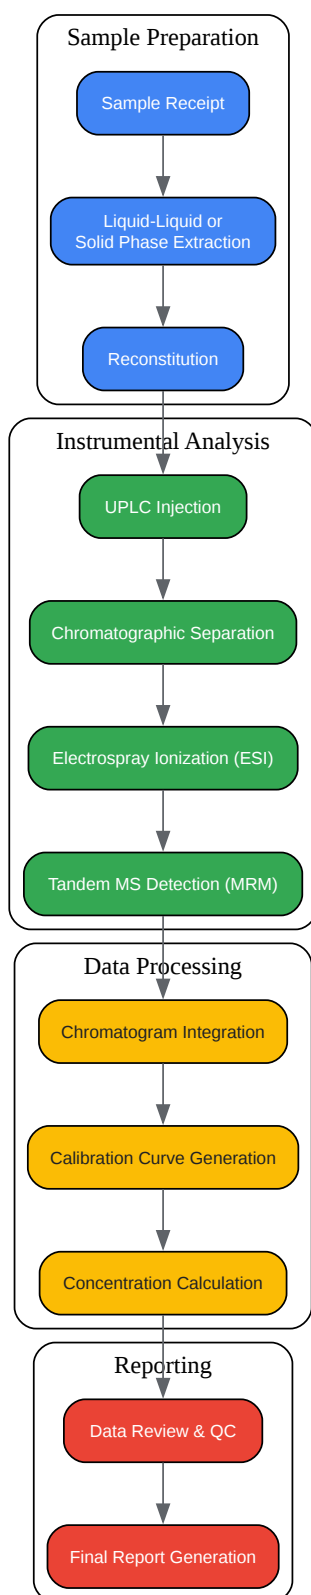 Sample Preparation
Sample Receipt
Liquid-Liquid or
Solid Phase Extraction
Reconstitution
Instrumental Analysis
UPLC Injection
Chromatographic Separation
Electrospray Ionization (ESI)
Tandem MS Detection (MRM)
Data Processing
Chromatogram Integration
Calibration Curve Generation
Concentration Calculation
Reporting
Data Review & QC
Final Report Generation